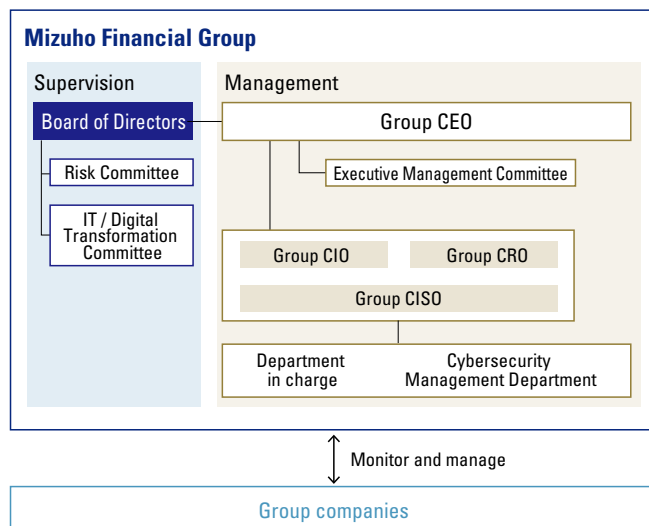 Mizuho Financial Group
Supervision
Management
Board of Directors
Group CEO
Risk Committee
Executive Management Committee
IT / Digital
Transformation
Committee
Group CIO
Group CRO
Group CISO
Department
in charge
Cybersecurity
Management Department
Monitor and manage
Group companies